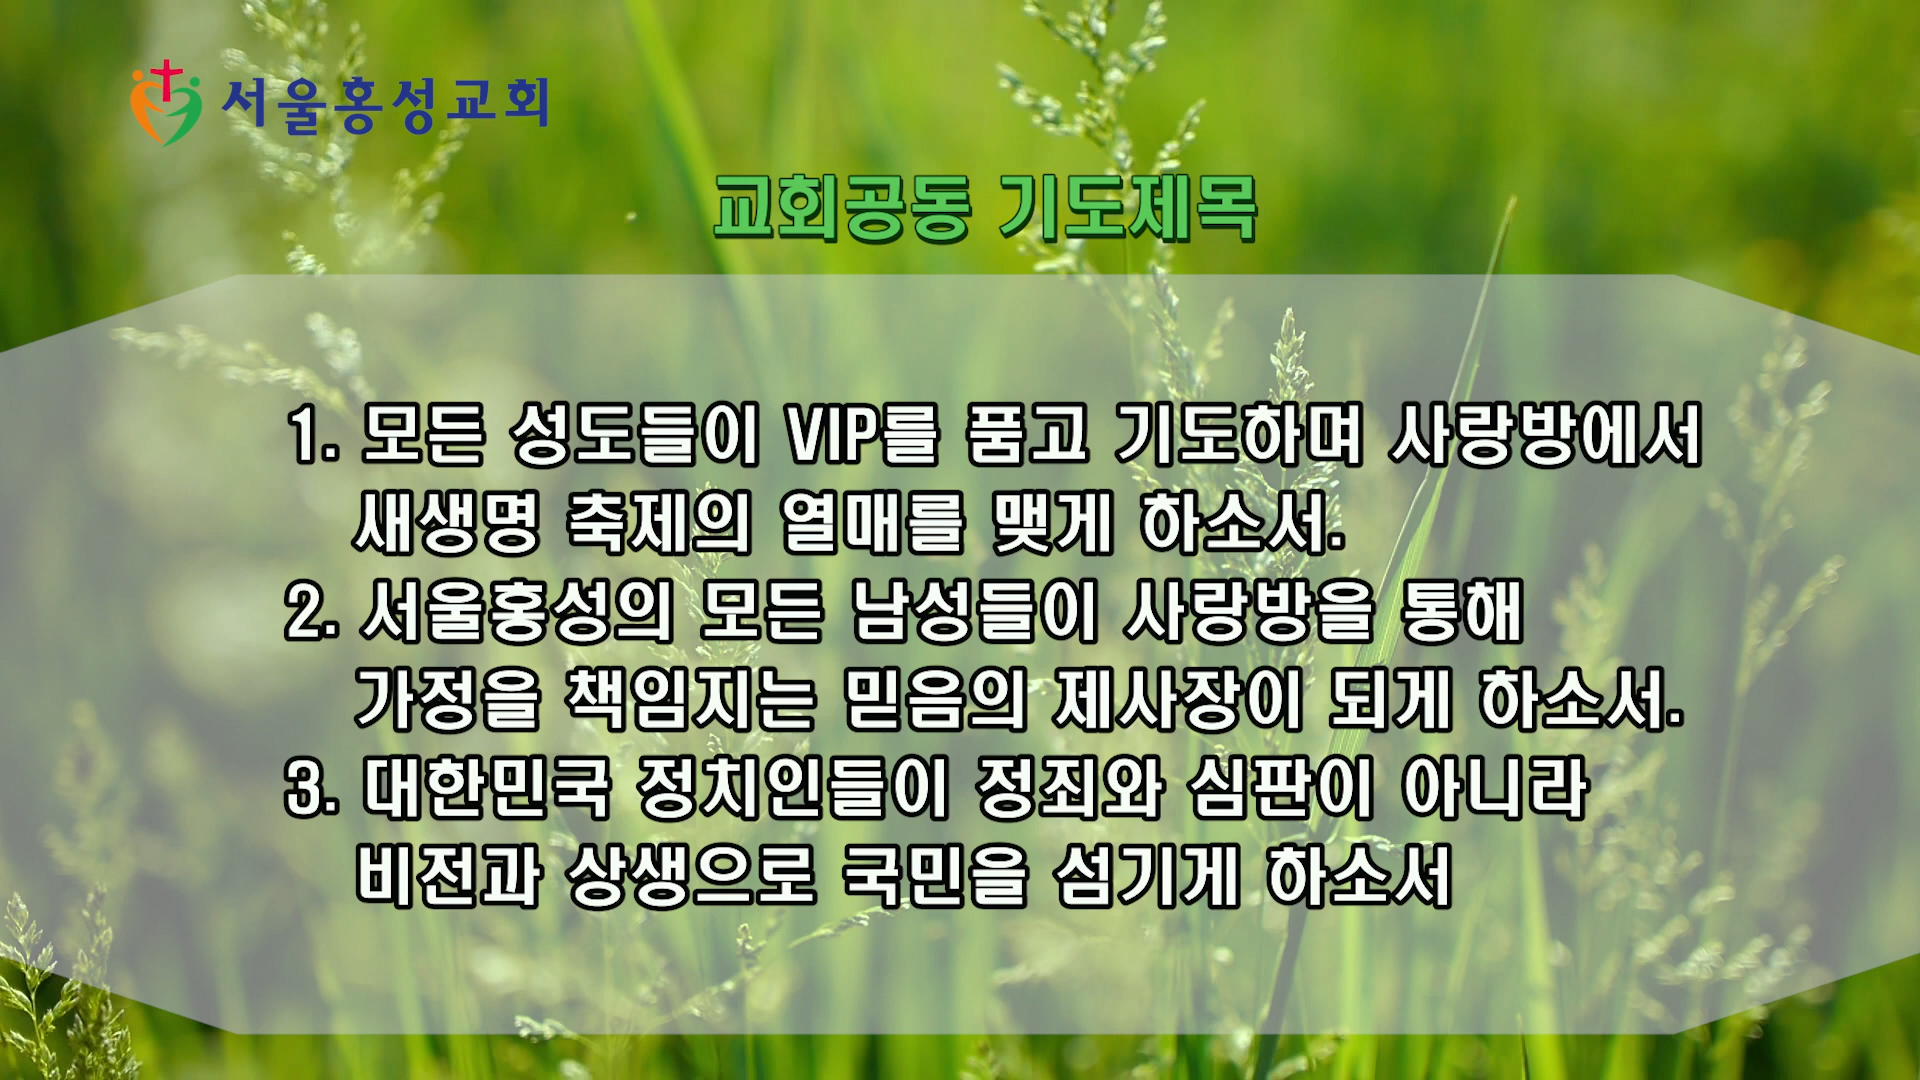 서울홍성교회
교회공동 기도제목
1. 모든 성도들이 VIP를 품고 기도하며 사랑방에서
새생명 축제의 열매를 맺게 하소서.
2. 서울홍성의 모든 남성들이 사랑방을 통해
가정을 책임지는 믿음의 제사장이 되게 하소서.
3. 대한민국 정치인들이 정죄와 심판이 아니라
비전과 상생으로 국민을 섬기게 하소서